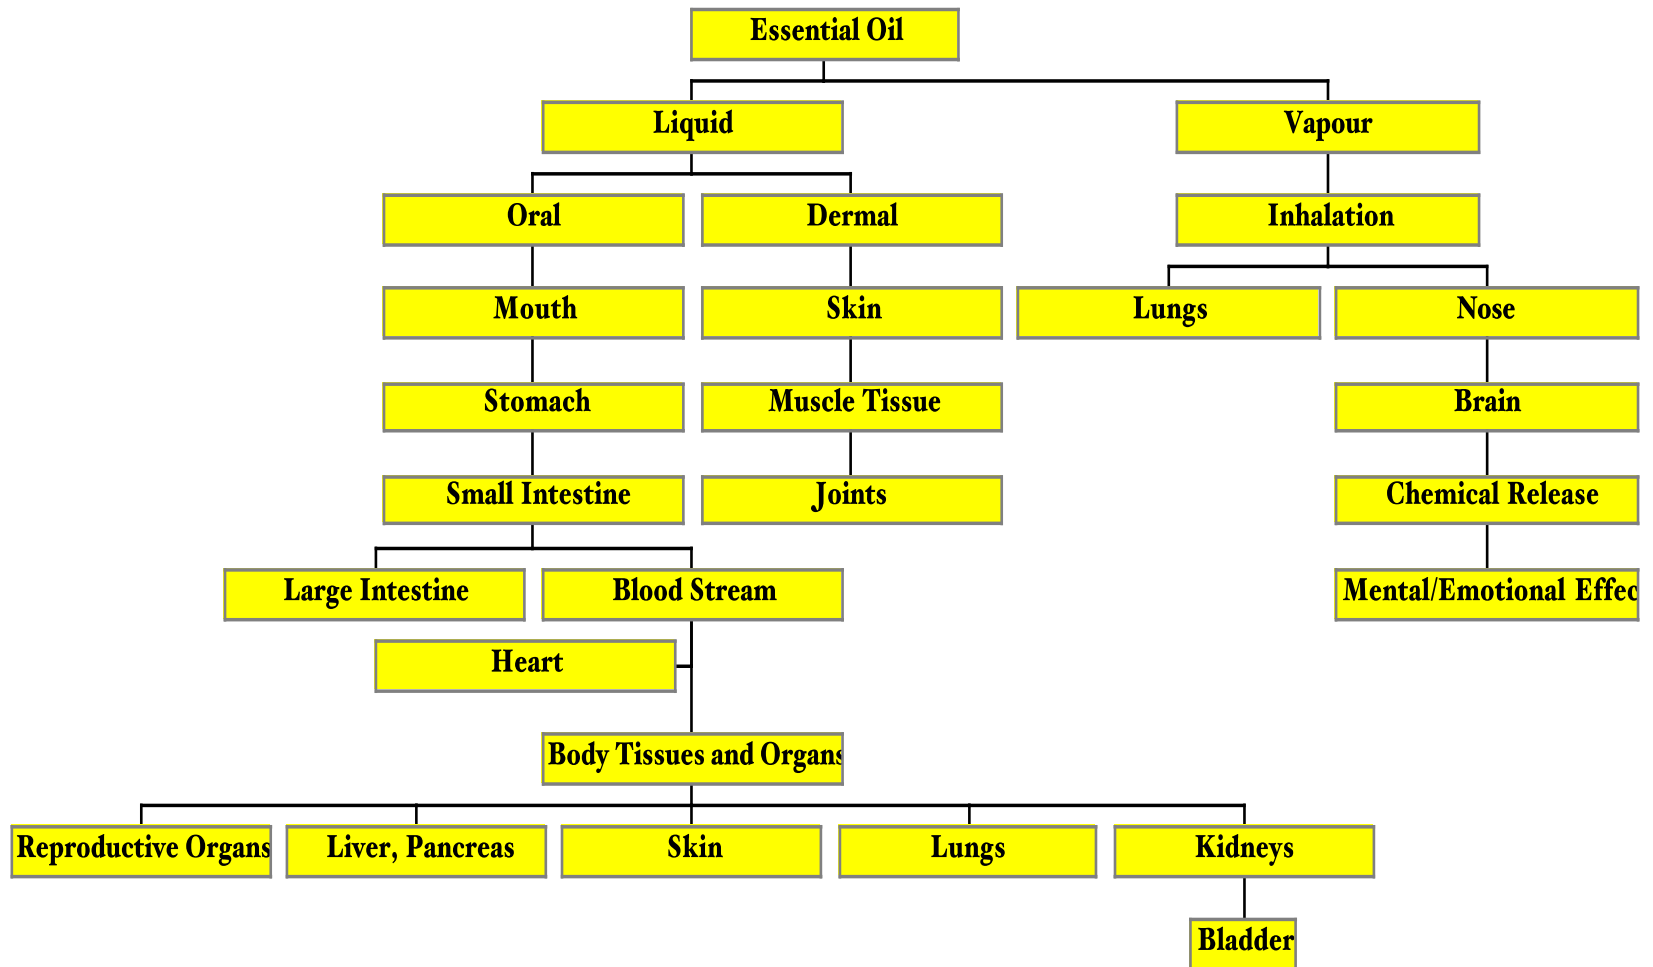 Essential Oil
Liquid
Vapour
Oral
Dermal
Inhalation
Mouth
Skin
Lungs
Nose
Stomach
Muscle Tissue
Brain
Small Intestine
Joints
Chemical Release
Large Intestine
Blood Stream
Mental/Emotional Effec
Heart
Body Tissues and Organs
Reproductive Organs
Liver, Pancreas
Skin
Lungs
Kidneys
Bladder